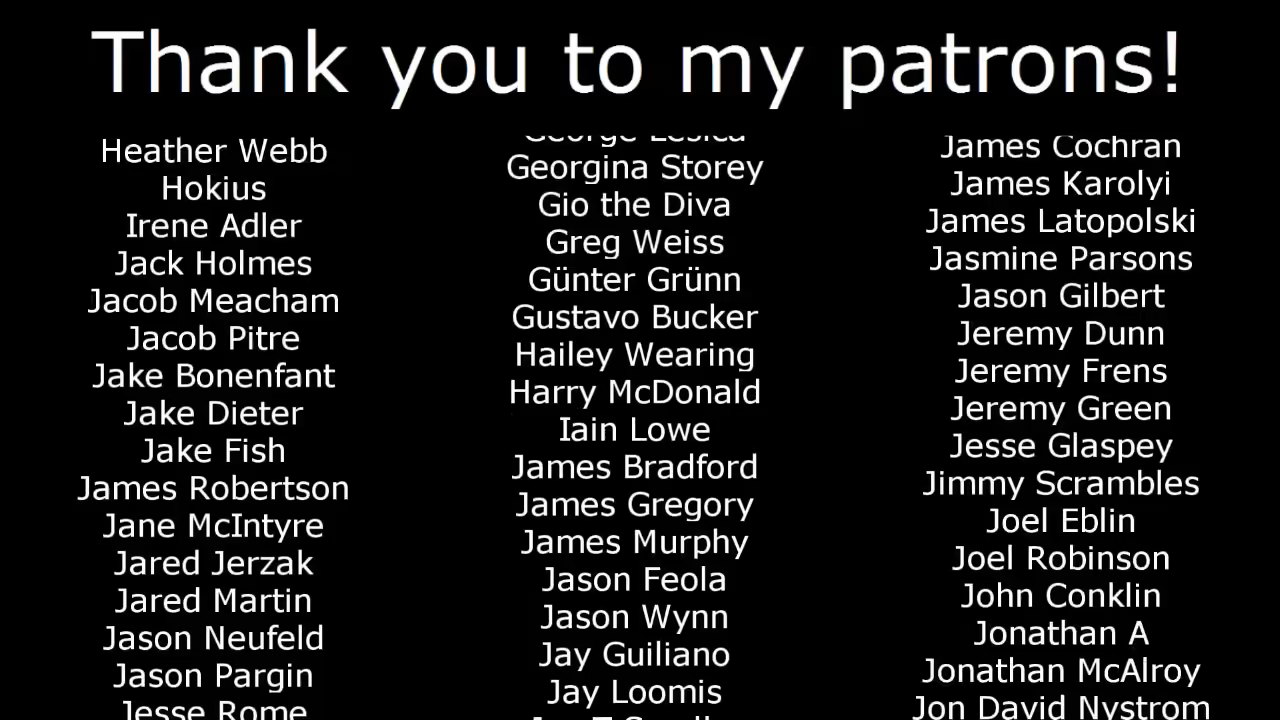 Thank you to my patrons!
Heather Webb
Hokius
Irene Adler
Jack Holmes
Jacob Meacham
Jacob Pitre
Jake Bonenfant
Jake Dieter
Jake Fish
James Robertson
Jane McIntyre
Jared Jerzak
Jared Martin
Jason Neufeld
Jason Pargin
Jesse Rome
George Lesica
Georgina Storey
Gio the Diva
Greg Weiss
Günter Grünn
Gustavo Bucker
Hailey Wearing
Harry McDonald
Iain Lowe
James Bradford
James Gregory
James Murphy
Jason Feola
Jason Wynn
Jay Guiliano
Jay Loomis
James Cochran
James Karolyi
James Latopolski
Jasmine Parsons
Jason Gilbert
Jeremy Dunn
Jeremy Frens
Jeremy Green
Jesse Glaspey
Jimmy Scrambles
Joel Eblin
Joel Robinson
John Conklin
Jonathan A
Jonathan McAlroy
Jon David Nystrom